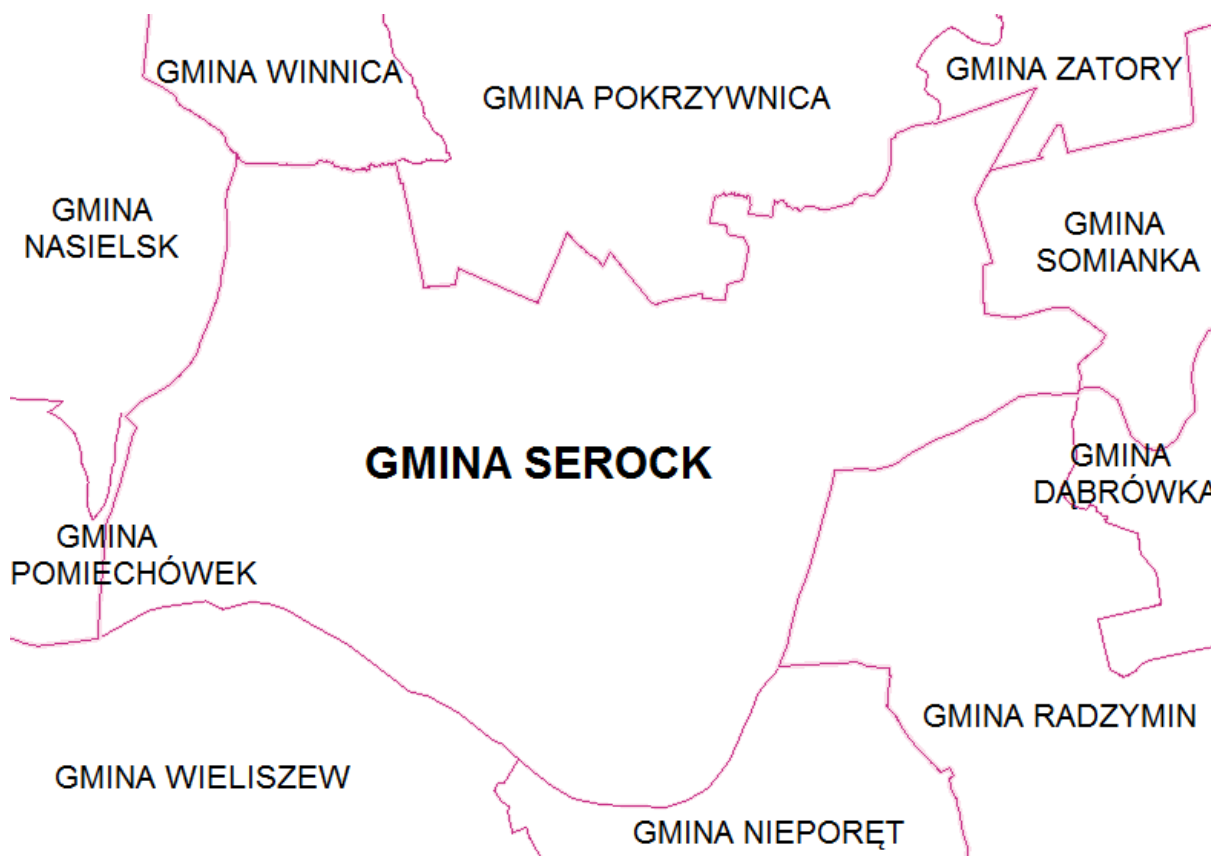 GMINA WINNICA
GMINA POKRZYWNICA
GMINA ZATORY
GMINA
NASIELSK
GMINA
SOMIANKA
GMINA SEROCK
GMINA
DĄBRÓWKA
GMINA
POMIECHÓWEK
GMINA RADZYMIN
GMINA WIELISZEW
GMINA NIEPORĘT